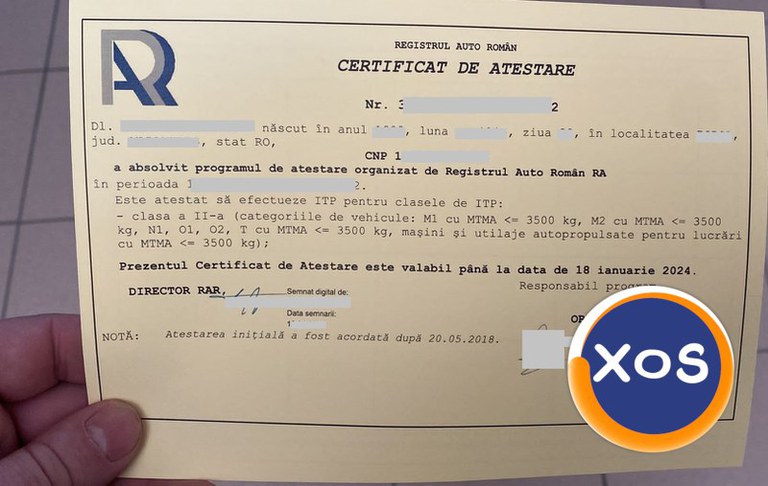 REGISTRUL AUTO ROMÂN
CERTIFICAT DE ATESTARE
Nr. 3 2
Dl. născut în anul , luna , ziua , în localitatea ,
jud. , stat RO,
CNP 1
a absolvit programul de atestare organizat de Registrul Auto Român RA
în perioada 1 2.
Este atestat să efectueze ITP pentru clasele de ITP:
- clasa a II-a (categoriile de vehicule: M1 cu MTMA <= 3500 kg, M2 cu MTMA <= 3500
kg, N1, O1, O2, T cu MTMA <= 3500 kg, mașini și utilaje autopropulsate pentru lucrări
cu MTMA <= 3500 kg);
Prezentul Certificat de Atestare este valabil până la data de 18 ianuarie 2024.
DIRECTOR RAR,
Semnat digital de:
Data semnarii:
1
Responsabil
NOTĂ: Atestarea inițială a fost acordată după 20.05.2018.
XOS